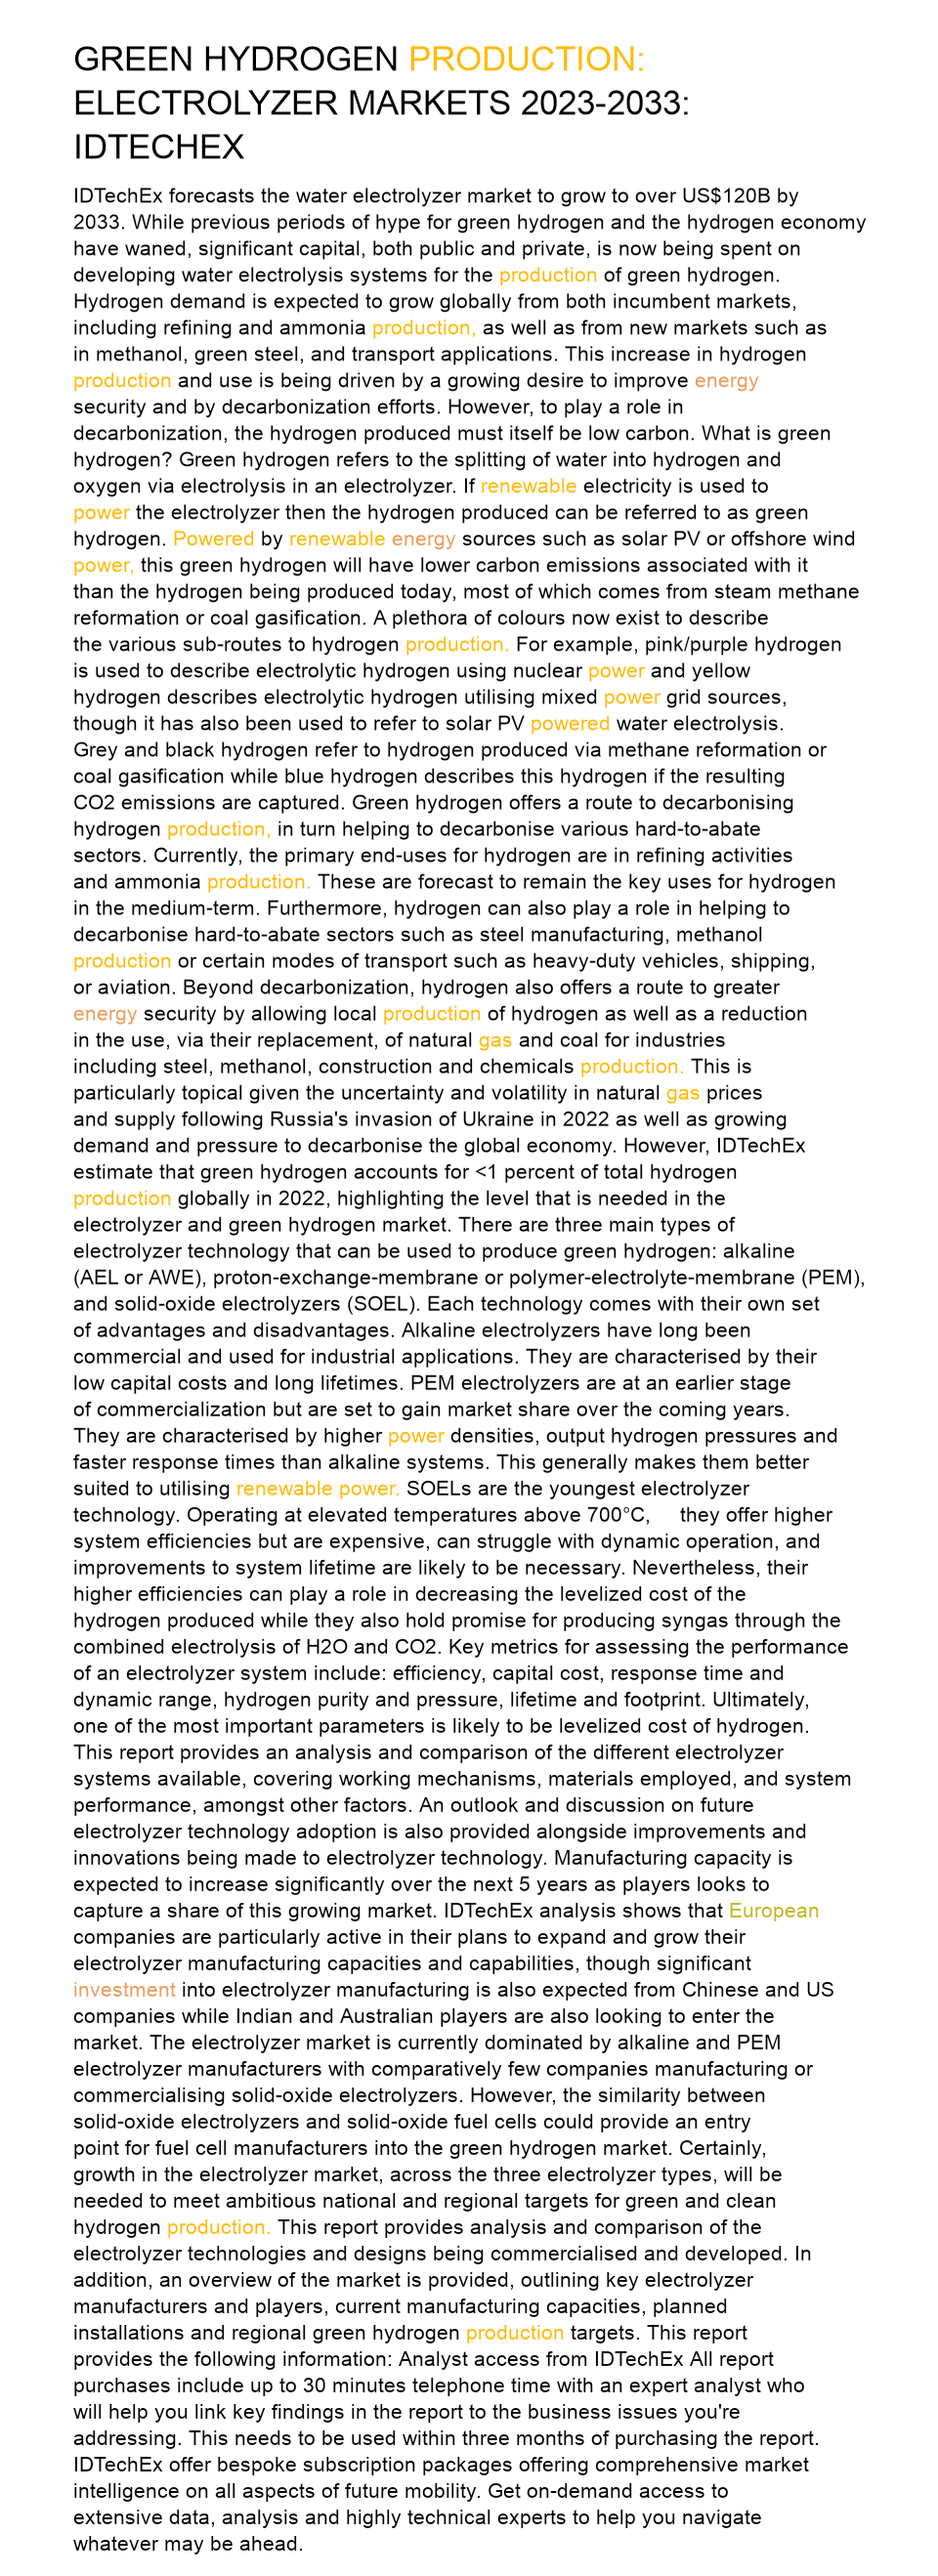 GREEN HYDROGEN PRODUCTION:
ELECTROLYZER MARKETS 2023-2033:
IDTECHEX
IDTechEx forecasts the water electrolyzer market to grow to over US$120B by
2033. While previous periods of hype for green hydrogen and the hydrogen economy
have waned, significant capital, both public and private, is now being spent on
developing water electrolysis systems for the production of green hydrogen.
Hydrogen demand is expected to grow globally from both incumbent markets,
including refining and ammonia production, as well as from new markets such as
in methanol, green steel, and transport applications. This increase in hydrogen
production and use is being driven by a growing desire to improve energy
security and by decarbonization efforts. However, to play a role in
decarbonization, the hydrogen produced must itself be low carbon. What is green
hydrogen? Green hydrogen refers to the splitting of water into hydrogen and
oxygen via electrolysis in an electrolyzer. If renewable electricity is used to
power the electrolyzer then the hydrogen produced can be referred to as green
hydrogen. Powered by renewable energy sources such as solar PV or offshore wind
power, this green hydrogen will have lower carbon emissions associated with it
than the hydrogen being produced today, most of which comes from steam methane
reformation or coal gasification. A plethora of colours now exist to describe
the various sub-routes to hydrogen production. For example, pink/purple hydrogen
is used to describe electrolytic hydrogen using nuclear power and yellow
hydrogen describes electrolytic hydrogen utilising mixed power grid sources,
though it has also been used to refer to solar PV powered water electrolysis.
Grey and black hydrogen refer to hydrogen produced via methane reformation or
coal gasification while blue hydrogen describes this hydrogen if the resulting
CO2 emissions are captured. Green hydrogen offers a route to decarbonising
hydrogen production, in turn helping to decarbonise various hard-to-abate
sectors. Currently, the primary end-uses for hydrogen are in refining activities
and ammonia production. These are forecast to remain the key uses for hydrogen
in the medium-term. Furthermore, hydrogen can also play a role in helping to
decarbonise hard-to-abate sectors such as steel manufacturing, methanol
production or certain modes of transport such as heavy-duty vehicles, shipping,
or aviation. Beyond decarbonization, hydrogen also offers a route to greater
energy security by allowing local production of hydrogen as well as a reduction
in the use, via their replacement, of natural gas and coal for industries
including steel, methanol, construction and chemicals production. This is
particularly topical given the uncertainty and volatility in natural gas prices
and supply following Russia's invasion of Ukraine in 2022 as well as growing
demand and pressure to decarbonise the global economy. However, IDTechEx
estimate that green hydrogen accounts for <1 percent of total hydrogen
production globally in 2022, highlighting the level that is needed in the
electrolyzer and green hydrogen market. There are three main types of
electrolyzer technology that can be used to produce green hydrogen: alkaline
(AEL or AWE), proton-exchange-membrane or polymer-electrolyte-membrane (PEM),
and solid-oxide electrolyzers (SOEL). Each technology comes with their own set
of advantages and disadvantages. Alkaline electrolyzers have long been
commercial and used for industrial applications. They are characterised by their
low capital costs and long lifetimes. PEM electrolyzers are at an earlier stage
of commercialization but are set to gain market share over the coming years.
They are characterised by higher power densities, output hydrogen pressures and
faster response times than alkaline systems. This generally makes them better
suited to utilising renewable power. SOELs are the youngest electrolyzer
technology. Operating at elevated temperatures above 700°C, they offer higher
system efficiencies but are expensive, can struggle with dynamic operation, and
improvements to system lifetime are likely to be necessary. Nevertheless, their
higher efficiencies can play a role in decreasing the levelized cost of the
hydrogen produced while they also hold promise for producing syngas through the
combined electrolysis of H2O and CO2. Key metrics for assessing the performance
of an electrolyzer system include: efficiency, capital cost, response time and
dynamic range, hydrogen purity and pressure, lifetime and footprint. Ultimately,
one of the most important parameters is likely to be levelized cost of hydrogen.
This report provides an analysis and comparison of the different electrolyzer
systems available, covering working mechanisms, materials employed, and system
performance, amongst other factors. An outlook and discussion on future
electrolyzer technology adoption is also provided alongside improvements and
innovations being made to electrolyzer technology. Manufacturing capacity is
expected to increase significantly over the next 5 years as players looks to
capture a share of this growing market. IDTechEx analysis shows that European
companies are particularly active in their plans to expand and grow their
electrolyzer manufacturing capacities and capabilities, though significant
investment into electrolyzer manufacturing is also expected from Chinese and US
companies while Indian and Australian players are also looking to enter the
market. The electrolyzer market is currently dominated by alkaline and PEM
electrolyzer manufacturers with comparatively few companies manufacturing or
commercialising solid-oxide electrolyzers. However, the similarity between
solid-oxide electrolyzers and solid-oxide fuel cells could provide an entry
point for fuel cell manufacturers into the green hydrogen market. Certainly,
growth in the electrolyzer market, across the three electrolyzer types, will be
needed to meet ambitious national and regional targets for green and clean
hydrogen production. This report provides analysis and comparison of the
electrolyzer technologies and designs being commercialised and developed. In
addition, an overview of the market is provided, outlining key electrolyzer
manufacturers and players, current manufacturing capacities, planned
installations and regional green hydrogen production targets. This report
provides the following information: Analyst access from IDTechEx All report
purchases include up to 30 minutes telephone time with an expert analyst who
will help you link key findings in the report to the business issues you're
addressing. This needs to be used within three months of purchasing the report.
IDTechEx offer bespoke subscription packages offering comprehensive market
intelligence on all aspects of future mobility. Get on-demand access to
extensive data, analysis and highly technical experts to help you navigate
whatever may be ahead.